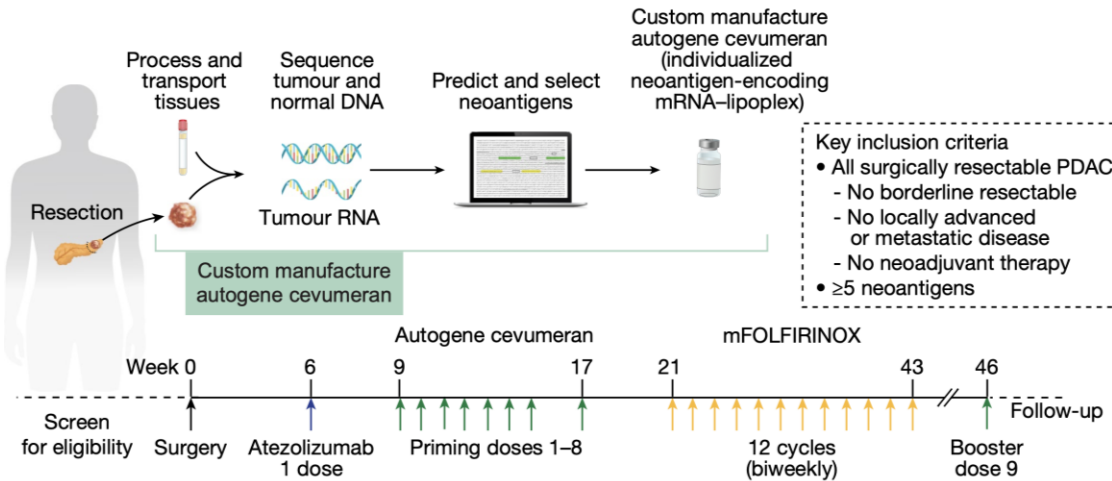 Process and
transport
tissues
Sequence
tumour and
normal DNA
Predict and select
neoantigens
Custom manufacture
autogene cevumeran
(individualized
neoantigen-encoding
mRNA–lipoplex)
Resection
Tumour RNA
Custom manufacture
autogene cevumeran
Key inclusion criteria
• All surgically resectable PDAC
- No borderline resectable
- No locally advanced
or metastatic disease
- No neoadjuvant therapy
• ≥5 neoantigens
Autogene cevumeran
mFOLFIRINOX
Week 0 6 9 17 21 43 46
Screen
for eligibility
Surgery
Atezolizumab
1 dose
Priming doses 1–8
12 cycles
(biweekly)
Booster
dose 9
Follow-up